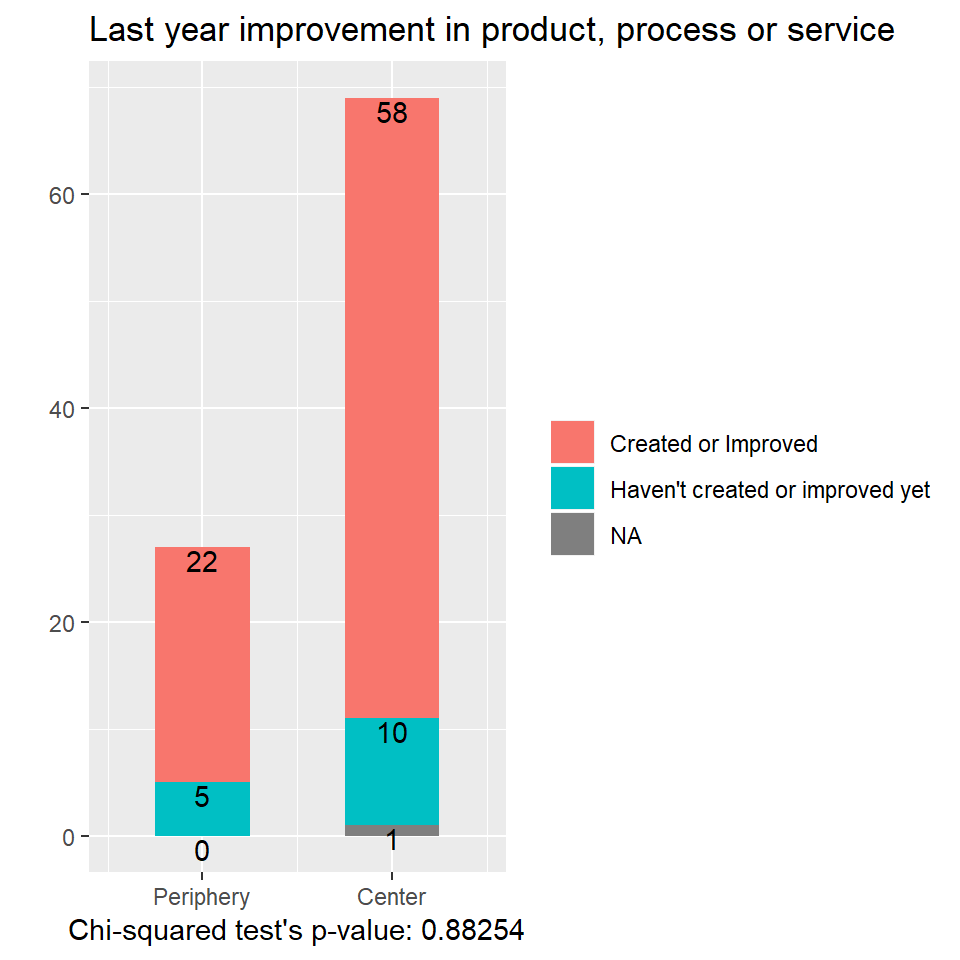 Last year improvement in product, process or service
60
40
20
0
58
22
10
5
1
0
Created or Improved
Haven't created or improved yet
NA
Periphery Center
Chi-squared test's p-value: 0.88254